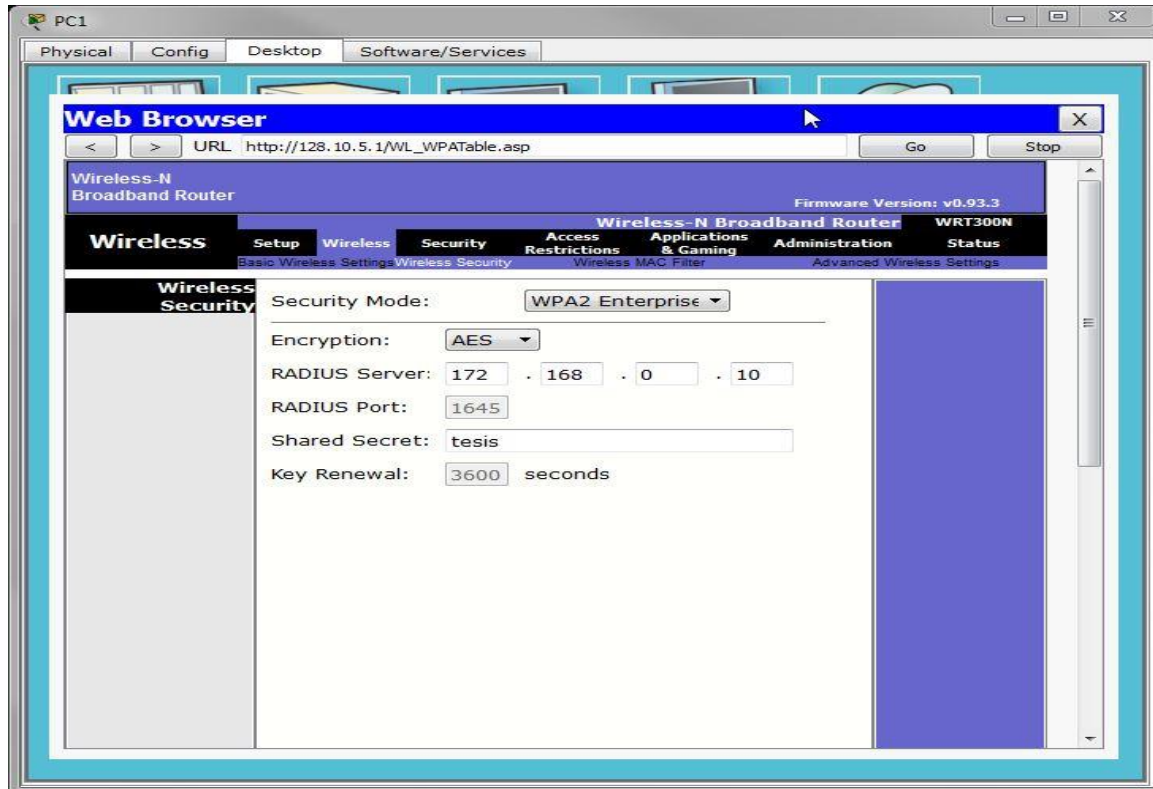 PC1
Physical Config Desktop Software/Services
Web Browser X
< > URL http://128.10.5.1/WL_WPATable.asp Go Stop
Wireless-N
Broadband Router
Firmware Version: v0.93.3
Wireless-N Broadband Router WRT300N
Wireless Setup Wireless Security Access Restrictions Applications & Gaming Administration Status
Basic Wireless Settings Wireless Security Wireless MAC Filter Advanced Wireless Settings
Wireless
Security
Security Mode: WPA2 Enterprise
Encryption: AES
RADIUS Server: 172 . 168 . 0 . 10
RADIUS Port: 1645
Shared Secret: tesis
Key Renewal: 3600 seconds